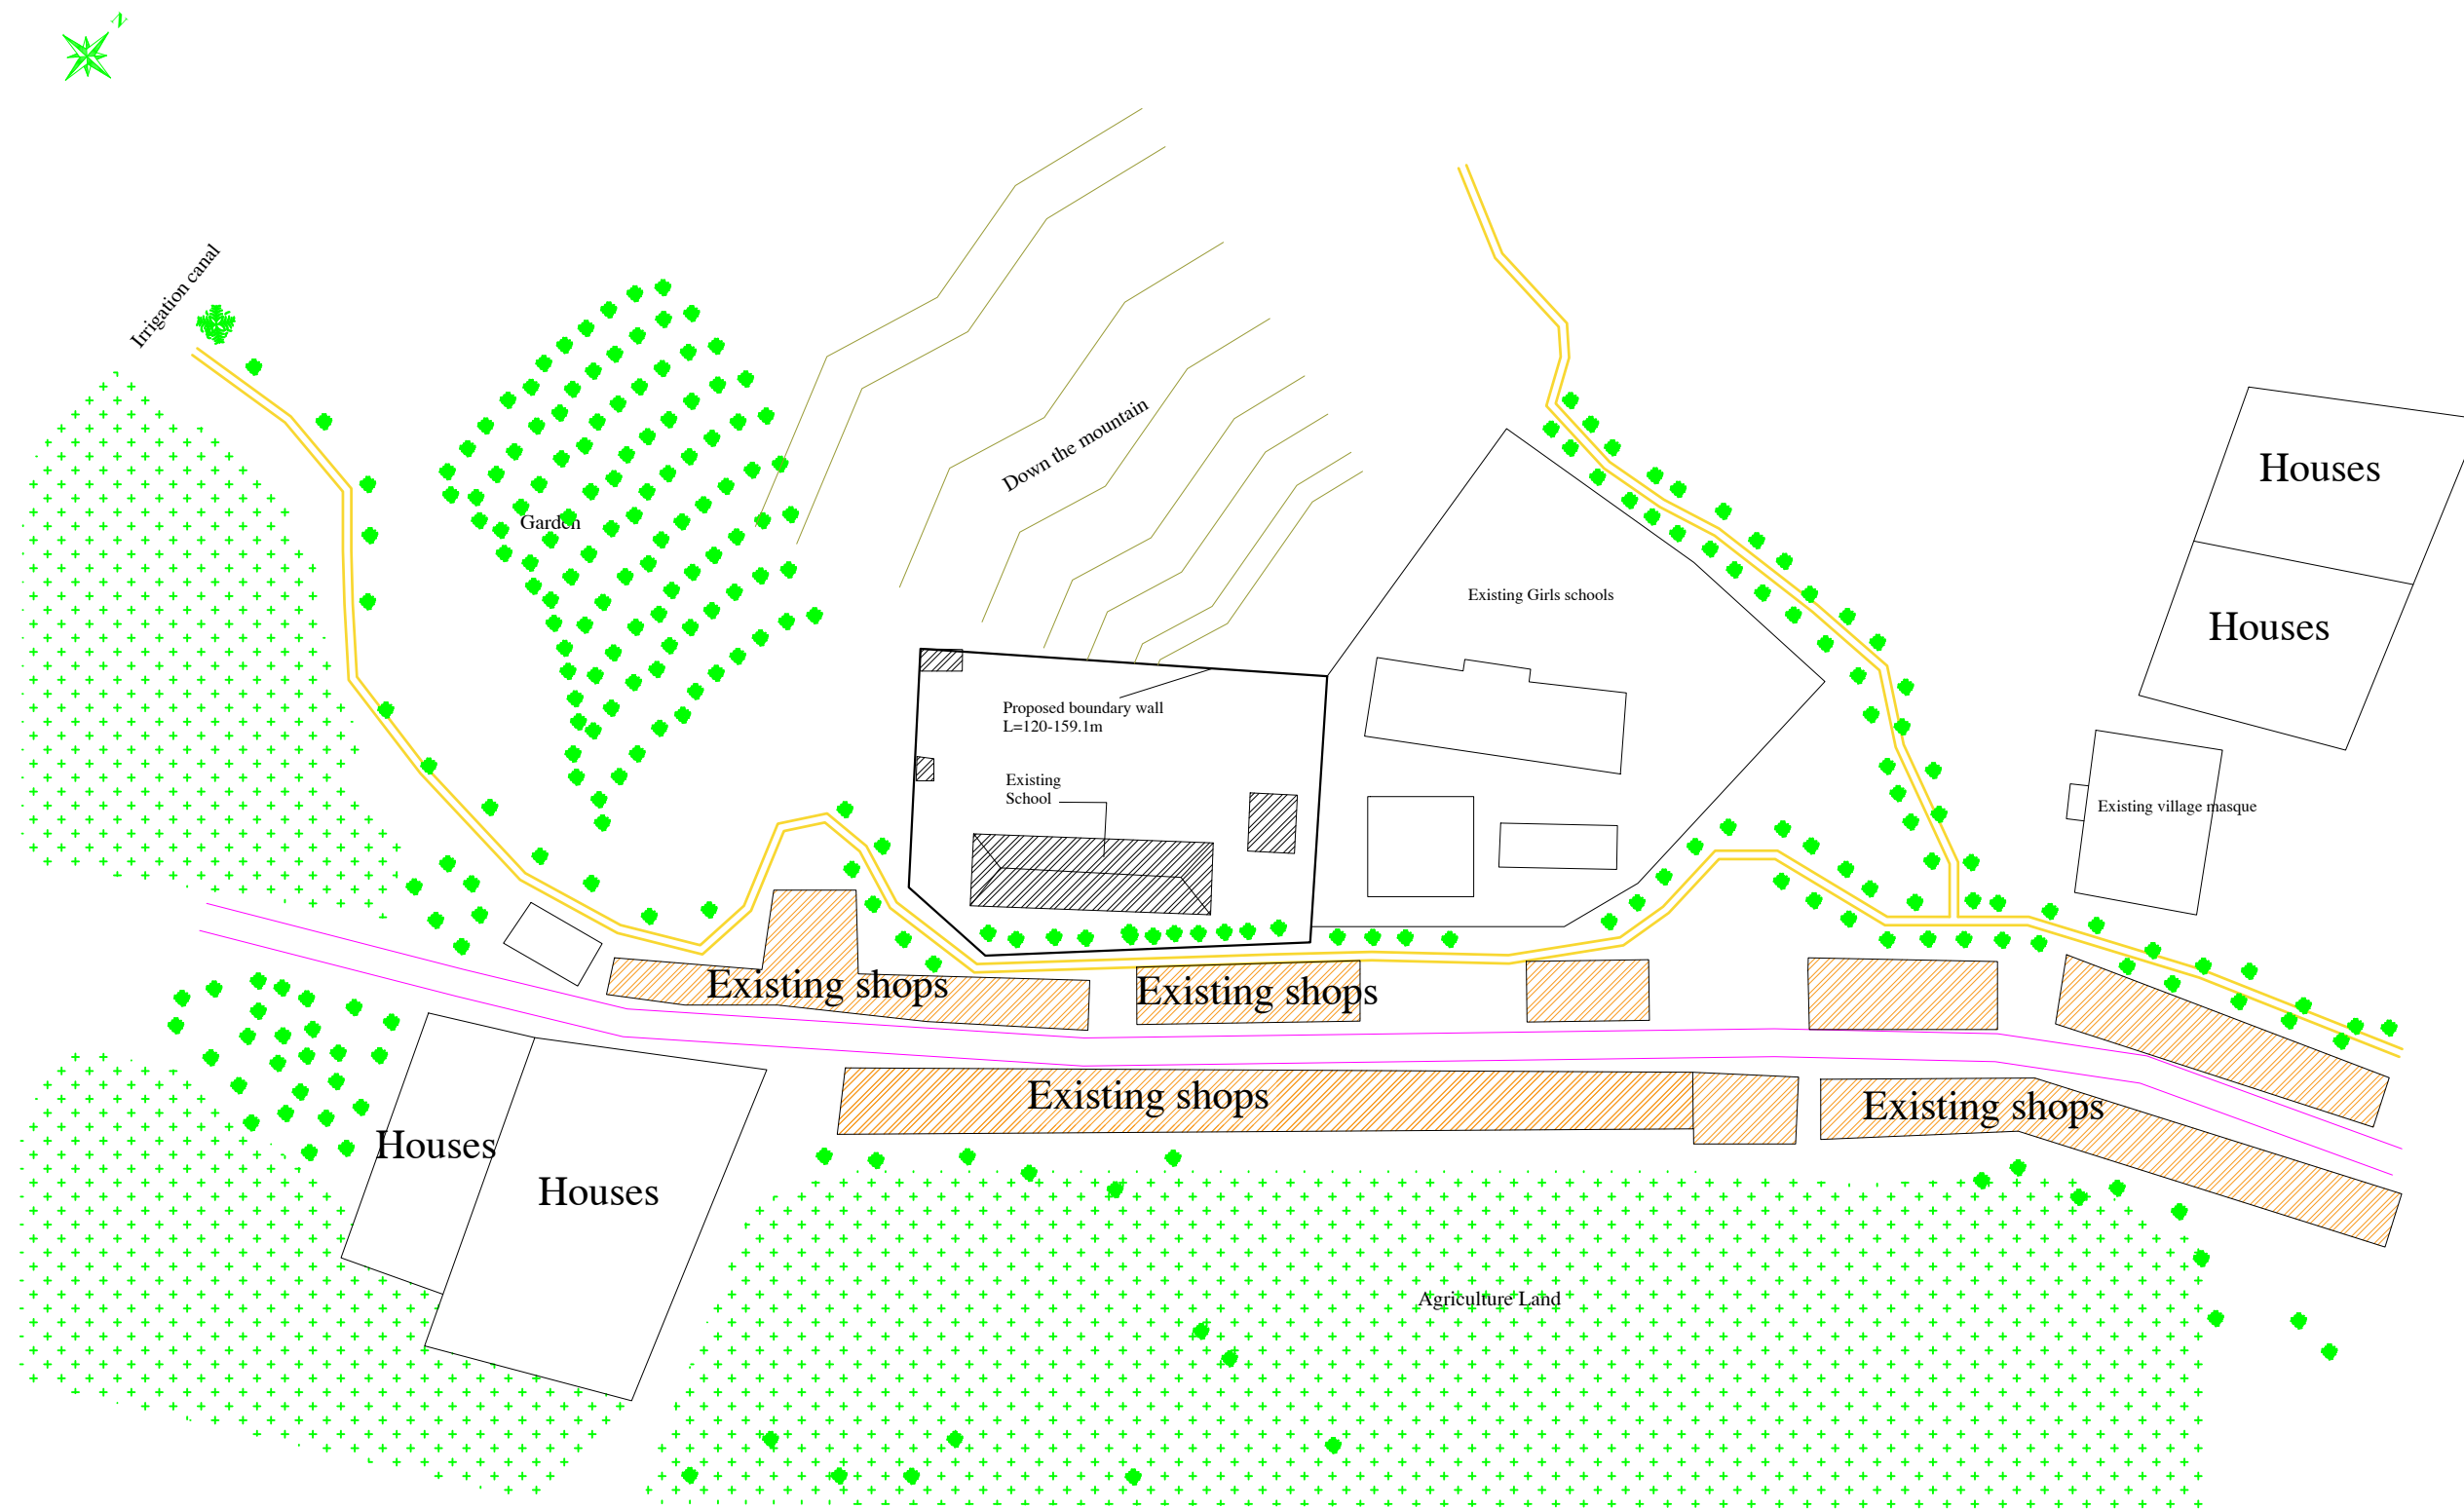 N
Irrigation canal
Down the mountain
Garden
Houses
Existing Girls schools
Houses
Proposed boundary wall
L=120-159.1m
Existing
School
Existing village masque
Existing shops
Existing shops
Existing shops
Existing shops
Houses
Houses
Agriculture Land